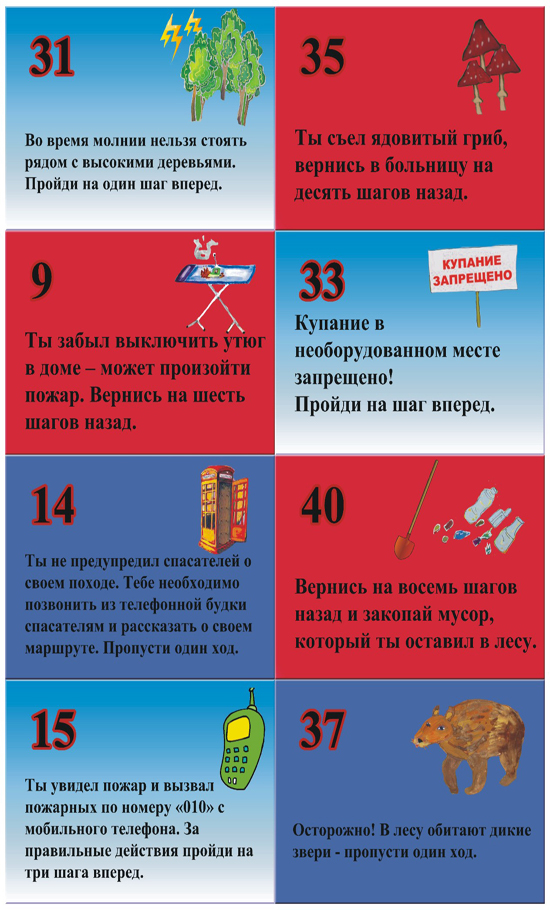 31
Во время молнии нельзя стоять
рядом с высокими деревьями.
Пройди на один шаг вперед.
35
Ты съел ядовитый гриб,
вернись в больницу на
десять шагов назад.
9
Ты забыл выключить утюг
в доме – может произойти
пожар. Вернись на шесть
шагов назад.
33
КУПАНИЕ
ЗАПРЕЩЕНО
Купание в
необорудованном месте
запрещено!
Пройди на шаг вперед.
14
Ты не предупредил спасателей о
своем походе. Тебе необходимо
позвонить из телефонной будки
спасателям и рассказать о своем
маршруте. Пропусти один ход.
40
Вернись на восемь шагов
назад и закопай мусор,
который ты оставил в лесу.
15
Ты увидел пожар и вызвал
пожарных по номеру «010» с
мобильного телефона. За
правильные действия пройди на
три шага вперед.
37
Осторожно! В лесу обитают дикие
звери - пропусти один ход.